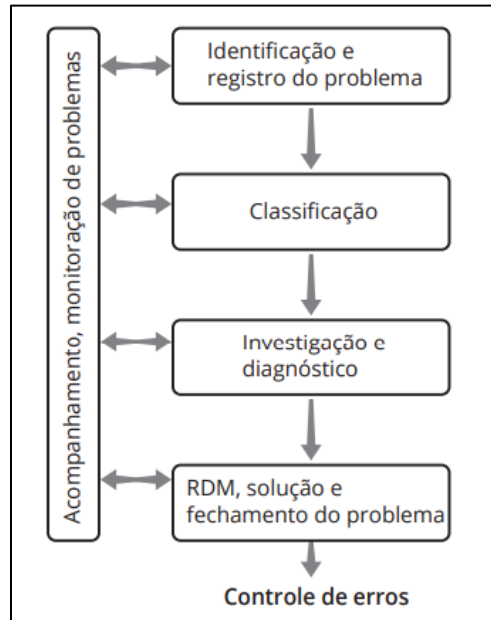 Acompanhamento, monitoração de problemas
Identificação e
registro do problema
Classificação
Investigação e
diagnóstico
RDM, solução e
fechamento do problema
Controle de erros